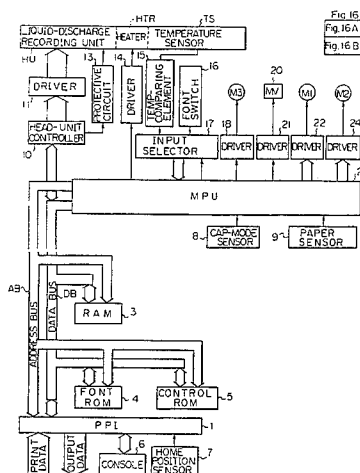 Fig.16
Fig.16A
Fig.16B
HTR
TS
LIQUID-DISCHARGE RECORDING UNIT
HEATER
TEMPERATURE SENSOR
HU
13
14
15
16
DRIVER
11
PROTECTIVE CIRCUIT
DRIVER
TEMP-COMPARING ELEMENT
FONT SWITCH
20
M3
MV
M1
M2
HEAD-UNIT CONTROLLER
10
17
18
21
22
24
INPUT SELECTOR
DRIVER
DRIVER
DRIVER
DRIVER
2
MPU
8
CAP-MODE SENSOR
9
PAPER SENSOR
AB
ADDRESS BUS
DATA BUS
DB
RAM
3
FONT ROM
4
CONTROL ROM
5
PPI
1
PRINT DATA
OUTPUT DATA
6
CONSOLE
HOME POSITION SENSOR
7